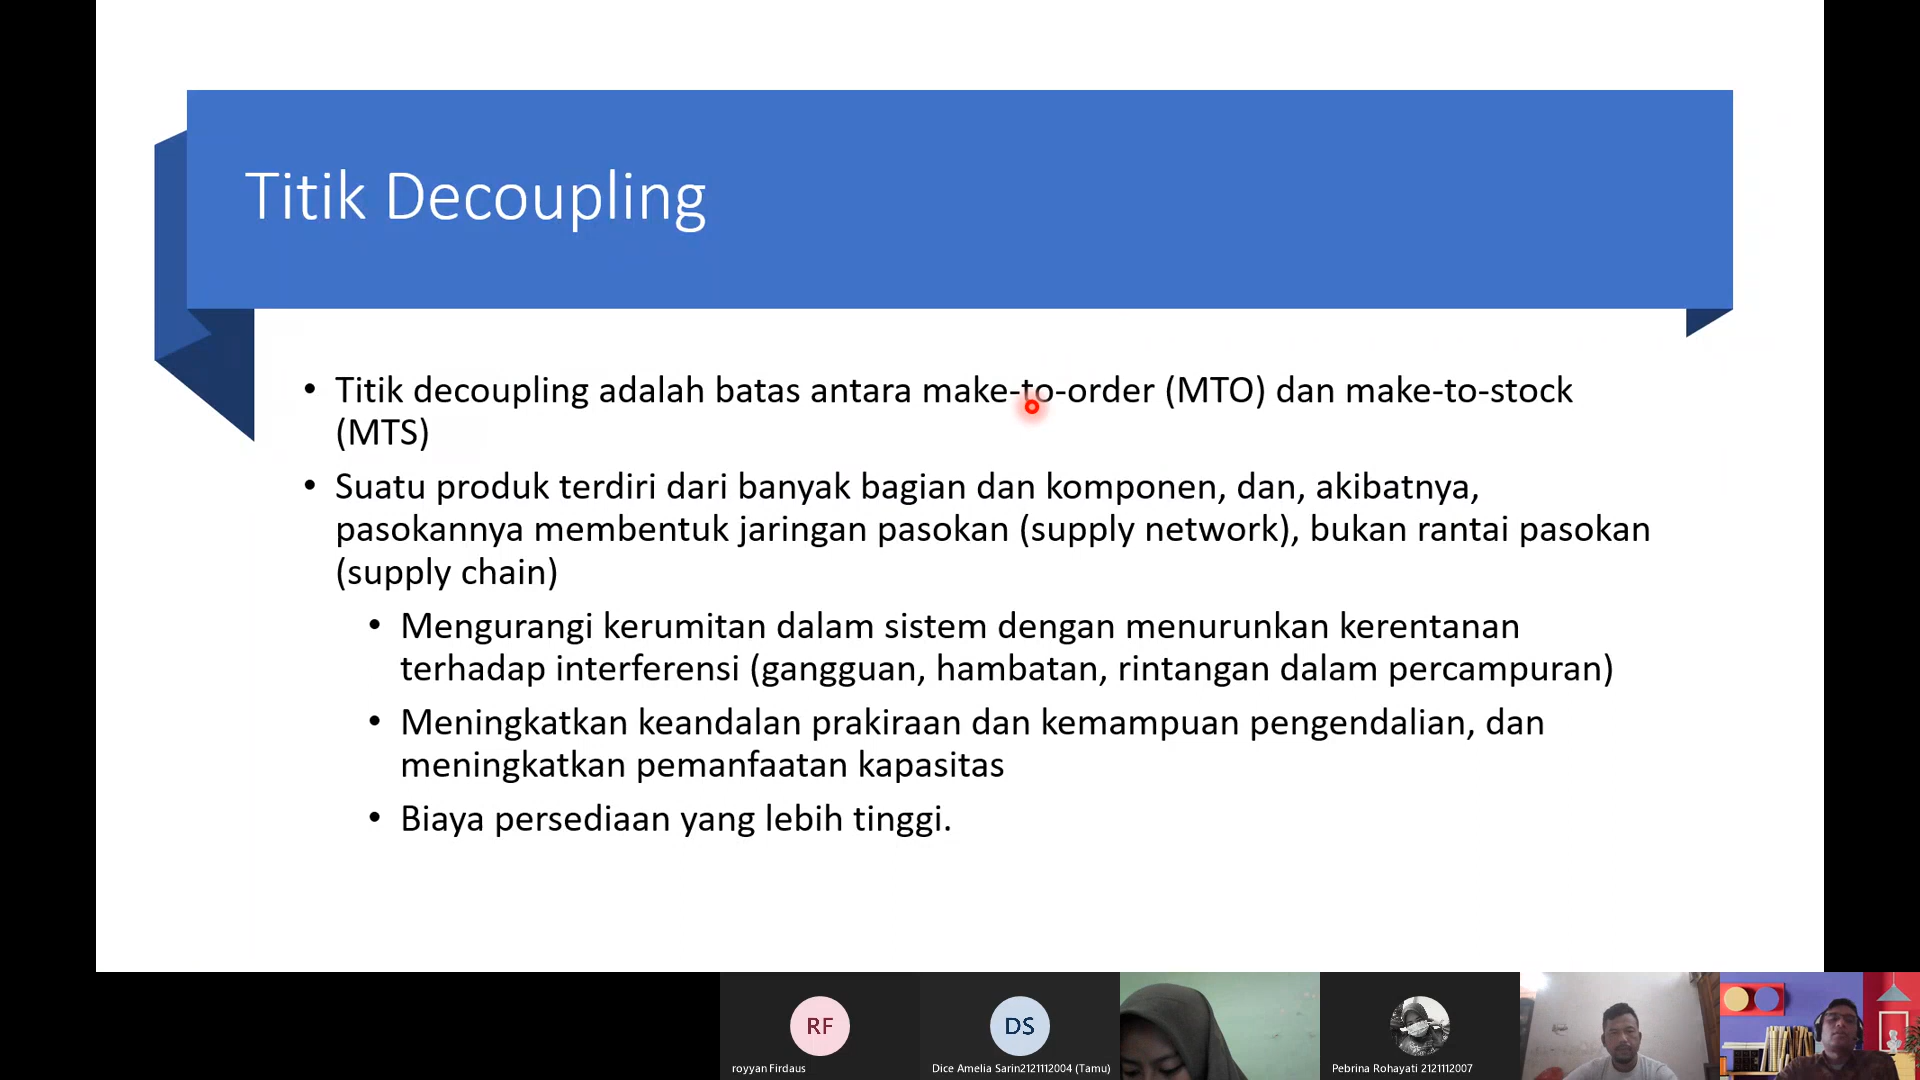 Titik Decoupling
• Titik decoupling adalah batas antara make-to-order (MTO) dan make-to-stock
(MTS)
• Suatu produk terdiri dari banyak bagian dan komponen, dan, akibatnya,
pasokannya membentuk jaringan pasokan (supply network), bukan rantai pasokan
(supply chain)
• Mengurangi kerumitan dalam sistem dengan menurunkan kerentanan
terhadap interferensi (gangguan, hambatan, rintangan dalam percampuran)
• Meningkatkan keandalan prakiraan dan kemampuan pengendalian, dan
meningkatkan pemanfaatan kapasitas
• Biaya persediaan yang lebih tinggi.
RF
DS
royyan Firdaus
Dice Amelia Sarin2121112004 (Tamu)
Pebrina Rohayati 2121112007